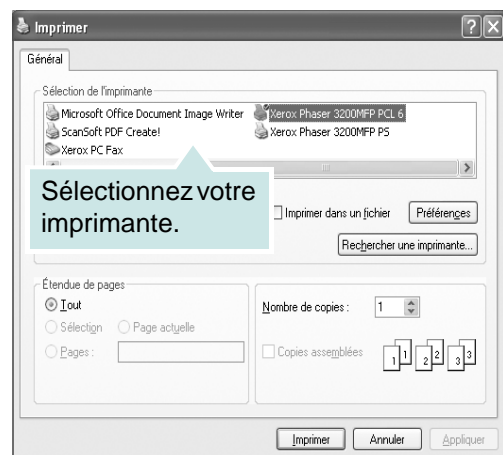 Imprimer
Général
Sélection de l'imprimante
Microsoft Office Document Image Writer
Xerox Phaser 3200MFP PCL 6
ScanSoft PDF Create!
Xerox Phaser 3200MFP PS
Xerox PC Fax
Sélectionnez votre
imprimante.
Imprimer dans un fichier
Préférences
Rechercher une imprimante...
Étendue de pages
Tout
Sélection
Page actuelle
Pages :
Nombre de copies :
1
Copies assemblées
1 1 2 2 3 3
Imprimer
Annuler
Appliquer